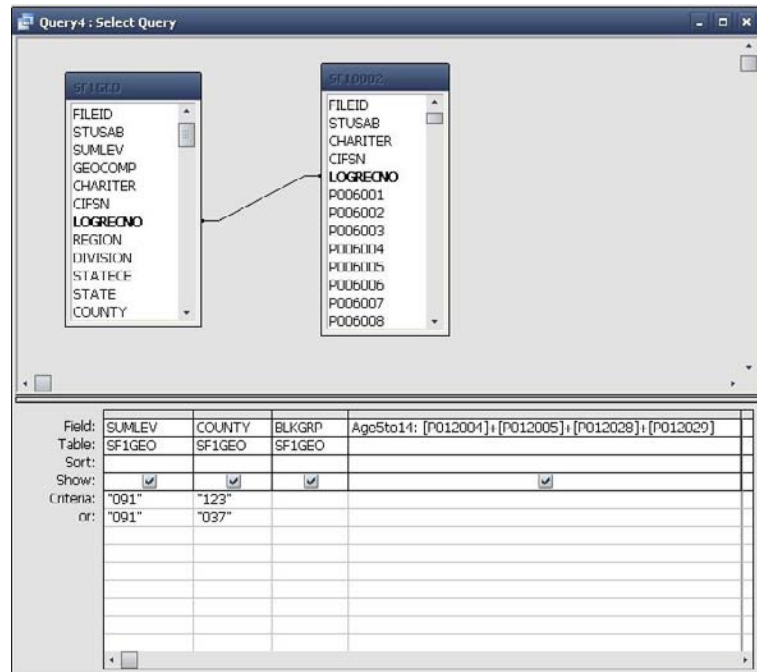 Query4 : Select Query
SF1GEO
FILEID
STUSAB
SUMLEV
GEOCOMP
CHARITER
CIFSN
LOGRECNO
REGION
DIVISION
STATECE
STATE
COUNTY
SF10002
FILEID
STUSAB
CHARITER
CIFSN
LOGRECNO
P006001
P006002
P006003
P006004
P006005
P006006
P006007
P006008
Field: SUMLEV COUNTY BLKGRP Age5to14: [P012004]+[P012005]+[P012028]+[P012029]
Table: SF1GEO SF1GEO SF1GEO
Sort:
Show:
Criteria: "091" "123"
or: "091" "037"